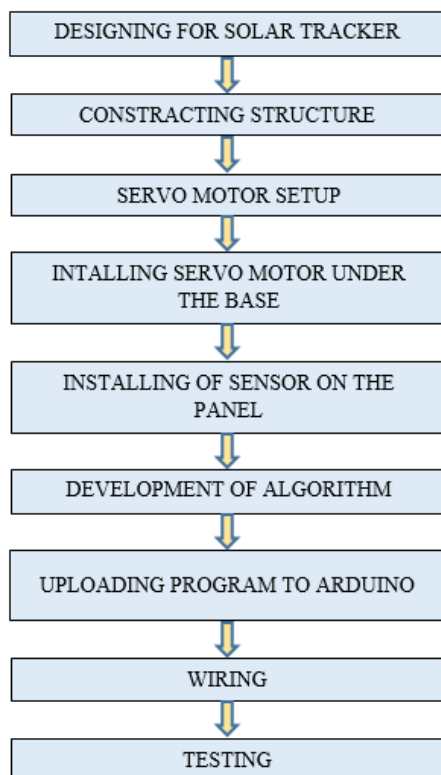 DESIGNING FOR SOLAR TRACKER
CONSTRACTING STRUCTURE
SERVO MOTOR SETUP
INTALLING SERVO MOTOR UNDER
THE BASE
INSTALLING OF SENSOR ON THE
PANEL
DEVELOPMENT OF ALGORITHM
UPLOADING PROGRAM TO ARDUINO
WIRING
TESTING